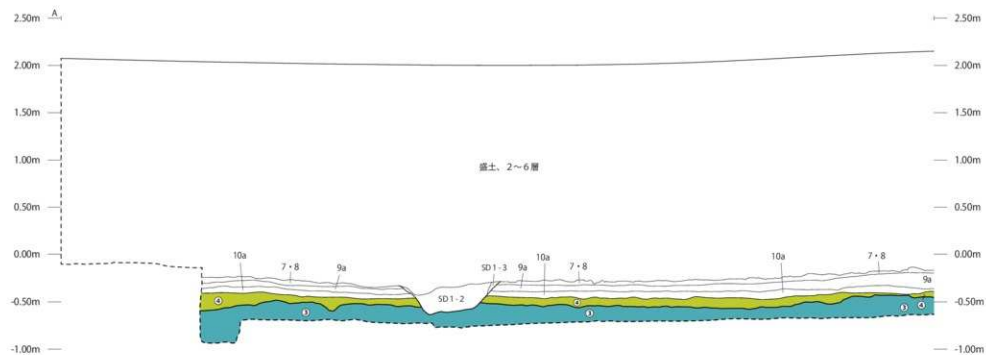 A
2.50m 2.50m
2.00m 2.00m
1.50m 1.50m
盛土、2～6層
1.00m 1.00m
0.50m 0.50m
0.00m 0.00m
10a 7・8 9a SD1-3 9a 10a 7・8 10a 7・8
9a
④ SD1-2 ④ ④
-0.50m ③ ③ ③ -0.50m
-1.00m -1.00m